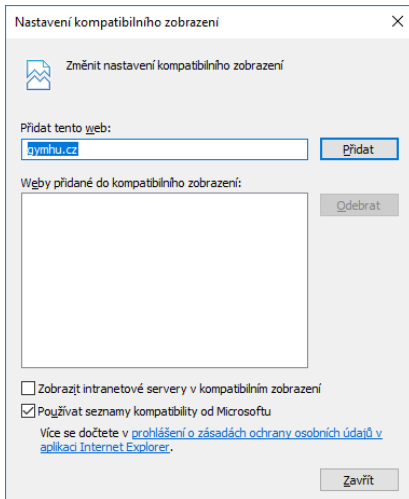 Nastavení kompatibilního zobrazení
Změnit nastavení kompatibilního zobrazení
Přidat tento web:
gymhu.cz
Přidat
Weby přidané do kompatibilního zobrazení:
Odebrat
Zobrazit intranetové servery v kompatibilním zobrazení
Používat seznamy kompatibility od Microsoftu
Více se dočtete v prohlášení o zásadách ochrany osobních údajů v
aplikaci Internet Explorer.
Zavřít